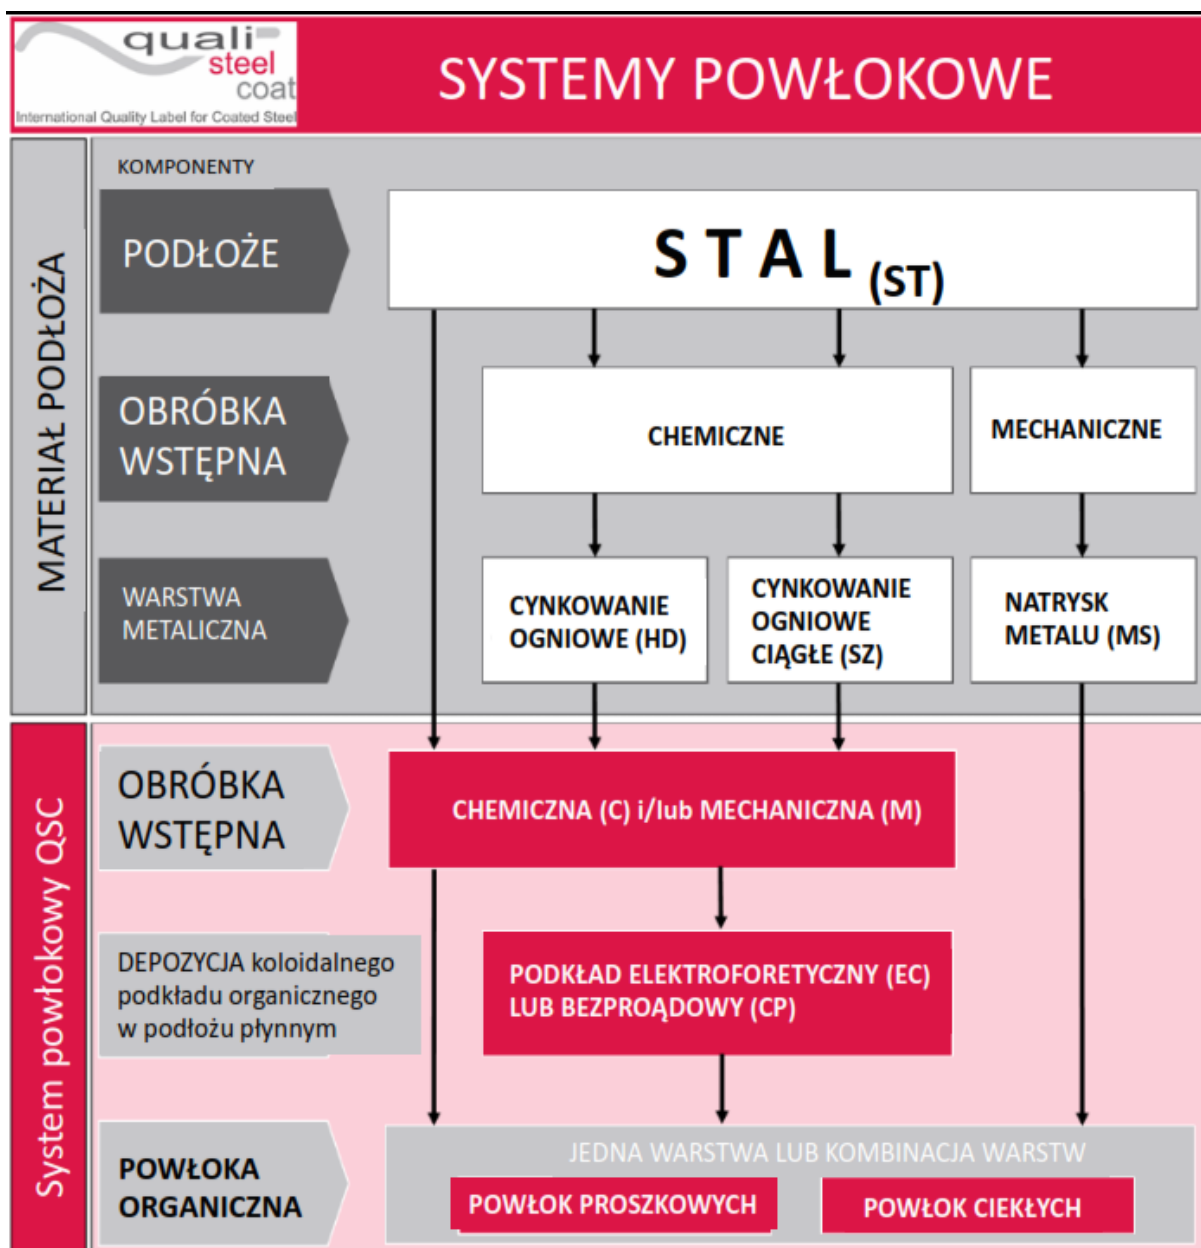 quali
steel
coat
International Quality Label for Coated Steel
SYSTEMY POWŁOKOWE
MATERIAŁ PODŁOŻA
KOMPONENTY
PODŁOŻE
S T A L (ST)
OBRÓBKA
WSTĘPNA
CHEMICZNE
MECHANICZNE
WARSTWA
METALICZNA
CYNKOWANIE
OGNIOWE (HD)
CYNKOWANIE
OGNIOWE
CIĄGŁE (SZ)
NATRYSK
METALU (MS)
System powłokowy QSC
OBRÓBKA
WSTĘPNA
CHEMICZNA (C) i/lub MECHANICZNA (M)
DEPOZYCJA koloidalnego
podkładu organicznego
w podłożu płynnym
PODKŁAD ELEKTROFORETYCZNY (EC)
LUB BEZPROĄDOWY (CP)
POWŁOKA
ORGANICZNA
JEDNA WARSTWA LUB KOMBINACJA WARSTW
POWŁOK PROSZKOWYCH
POWŁOK CIEKŁYCH